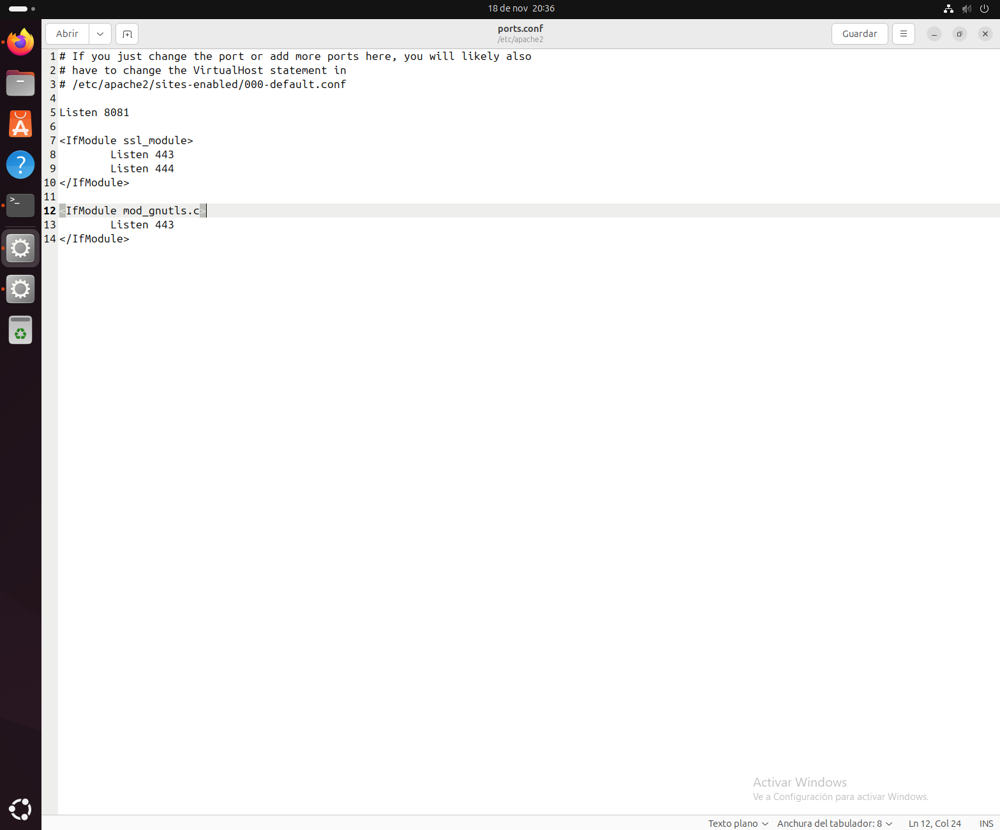 18 de nov 20:36
Abrir
ports.conf
/etc/apache2
Guardar
1 # If you just change the port or add more ports here, you will likely also
2 # have to change the VirtualHost statement in
3 # /etc/apache2/sites-enabled/000-default.conf
4
5 Listen 8081
6
7 <IfModule ssl_module>
8         Listen 443
9         Listen 444
10 </IfModule>
11
12 <IfModule mod_gnutls.c>
13         Listen 443
14 </IfModule>
Activar Windows
Ve a Configuración para activar Windows.
Texto plano Anchura del tabulador: 8 Ln 12, Col 24 INS